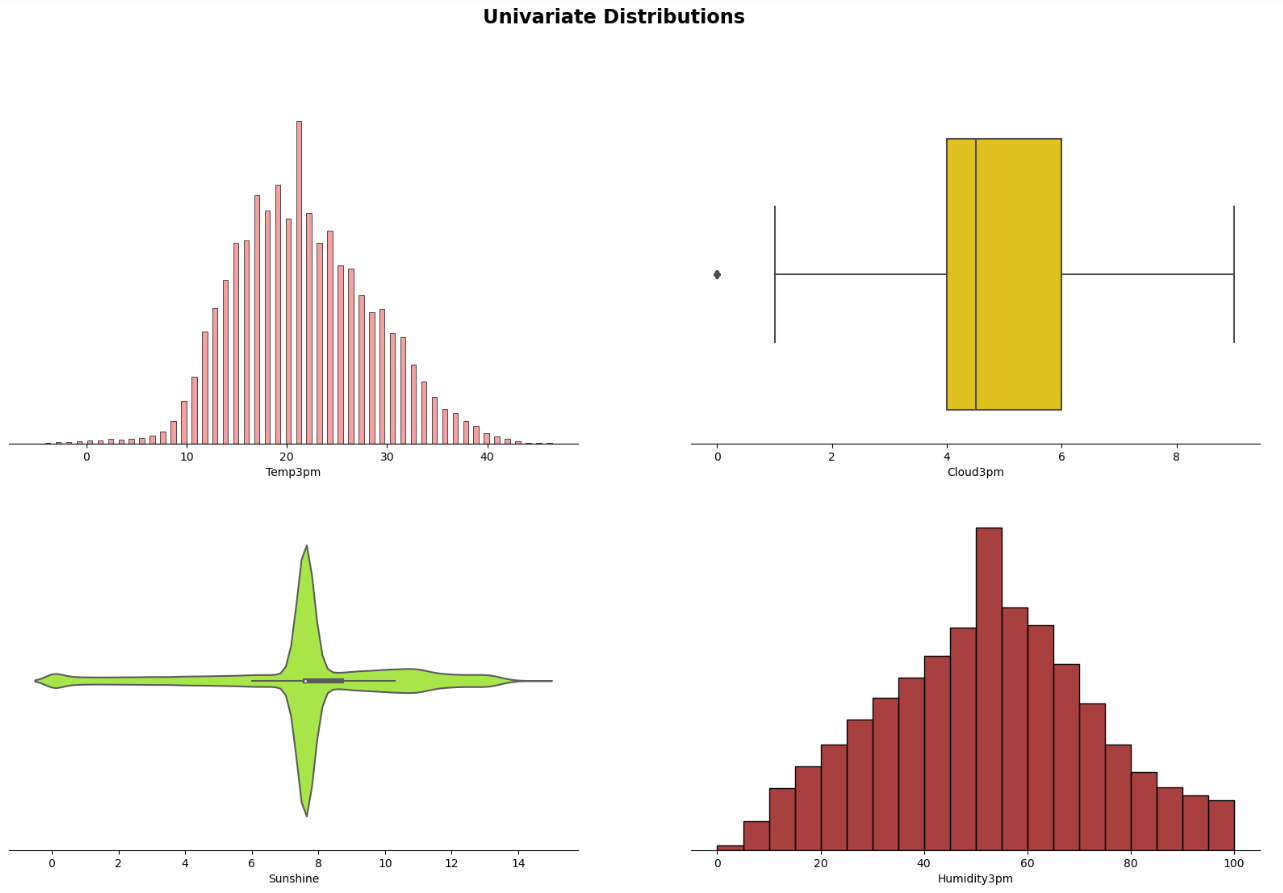 Univariate Distributions
0 10 20 30 40
Temp3pm
0 2 4 6 8
Cloud3pm
0 2 4 6 8 10 12 14
Sunshine
0 20 40 60 80 100
Humidity3pm